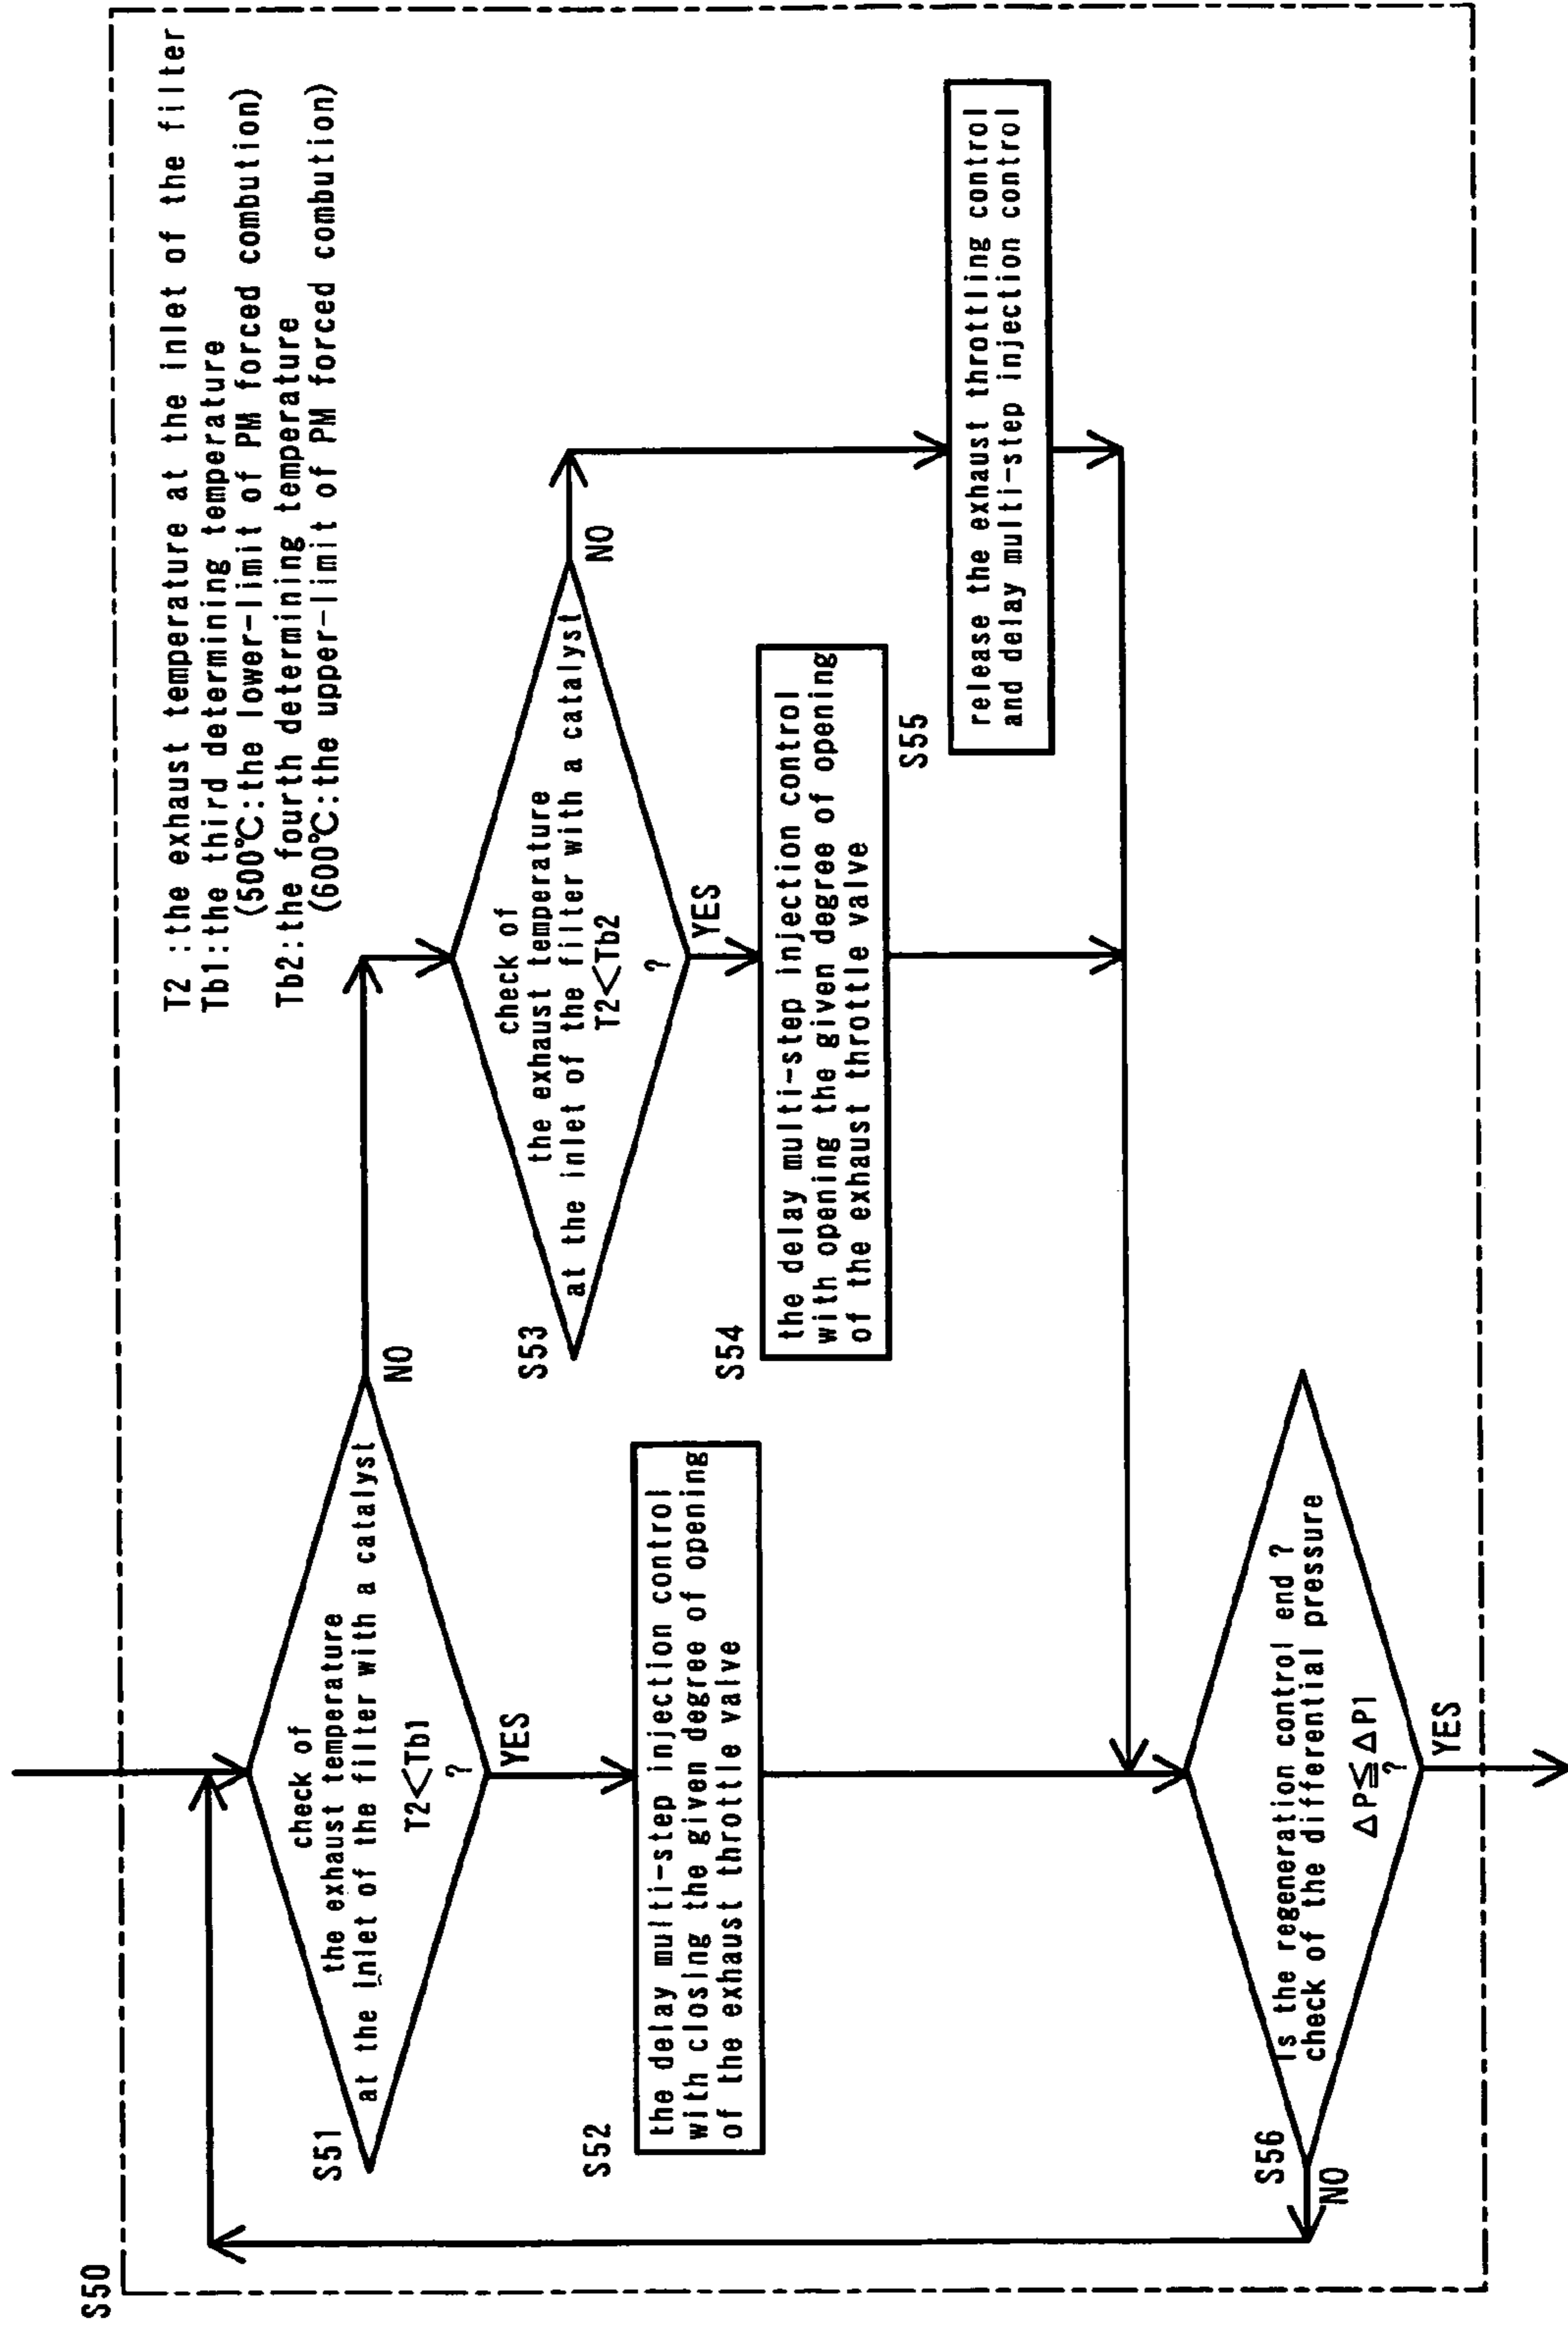 S50
T2 :the exhaust temperature at the inlet of the filter
Tb1:the third determining temperature
(500℃:the lower-limit of PM forced combution)
Tb2:the fourth determining temperature
(600℃:the upper-limit of PM forced combution)
S51
check of
the exhaust temperature
at the inlet of the filter with a catalyst
T2<Tb1
?
NO
YES
S52
the delay multi-step injection control
with closing the given degree of opening
of the exhaust throttle valve
S53
check of
the exhaust temperature
at the inlet of the filter with a catalyst
T2<Tb2
?
NO
YES
S54
the delay multi-step injection control
with opening the given degree of opening
of the exhaust throttle valve
S55
release the exhaust throttling control
and delay multi-step injection control
S56
Is the regeneration control end ?
check of the differential pressure
ΔP≦ΔP1
?
NO
YES